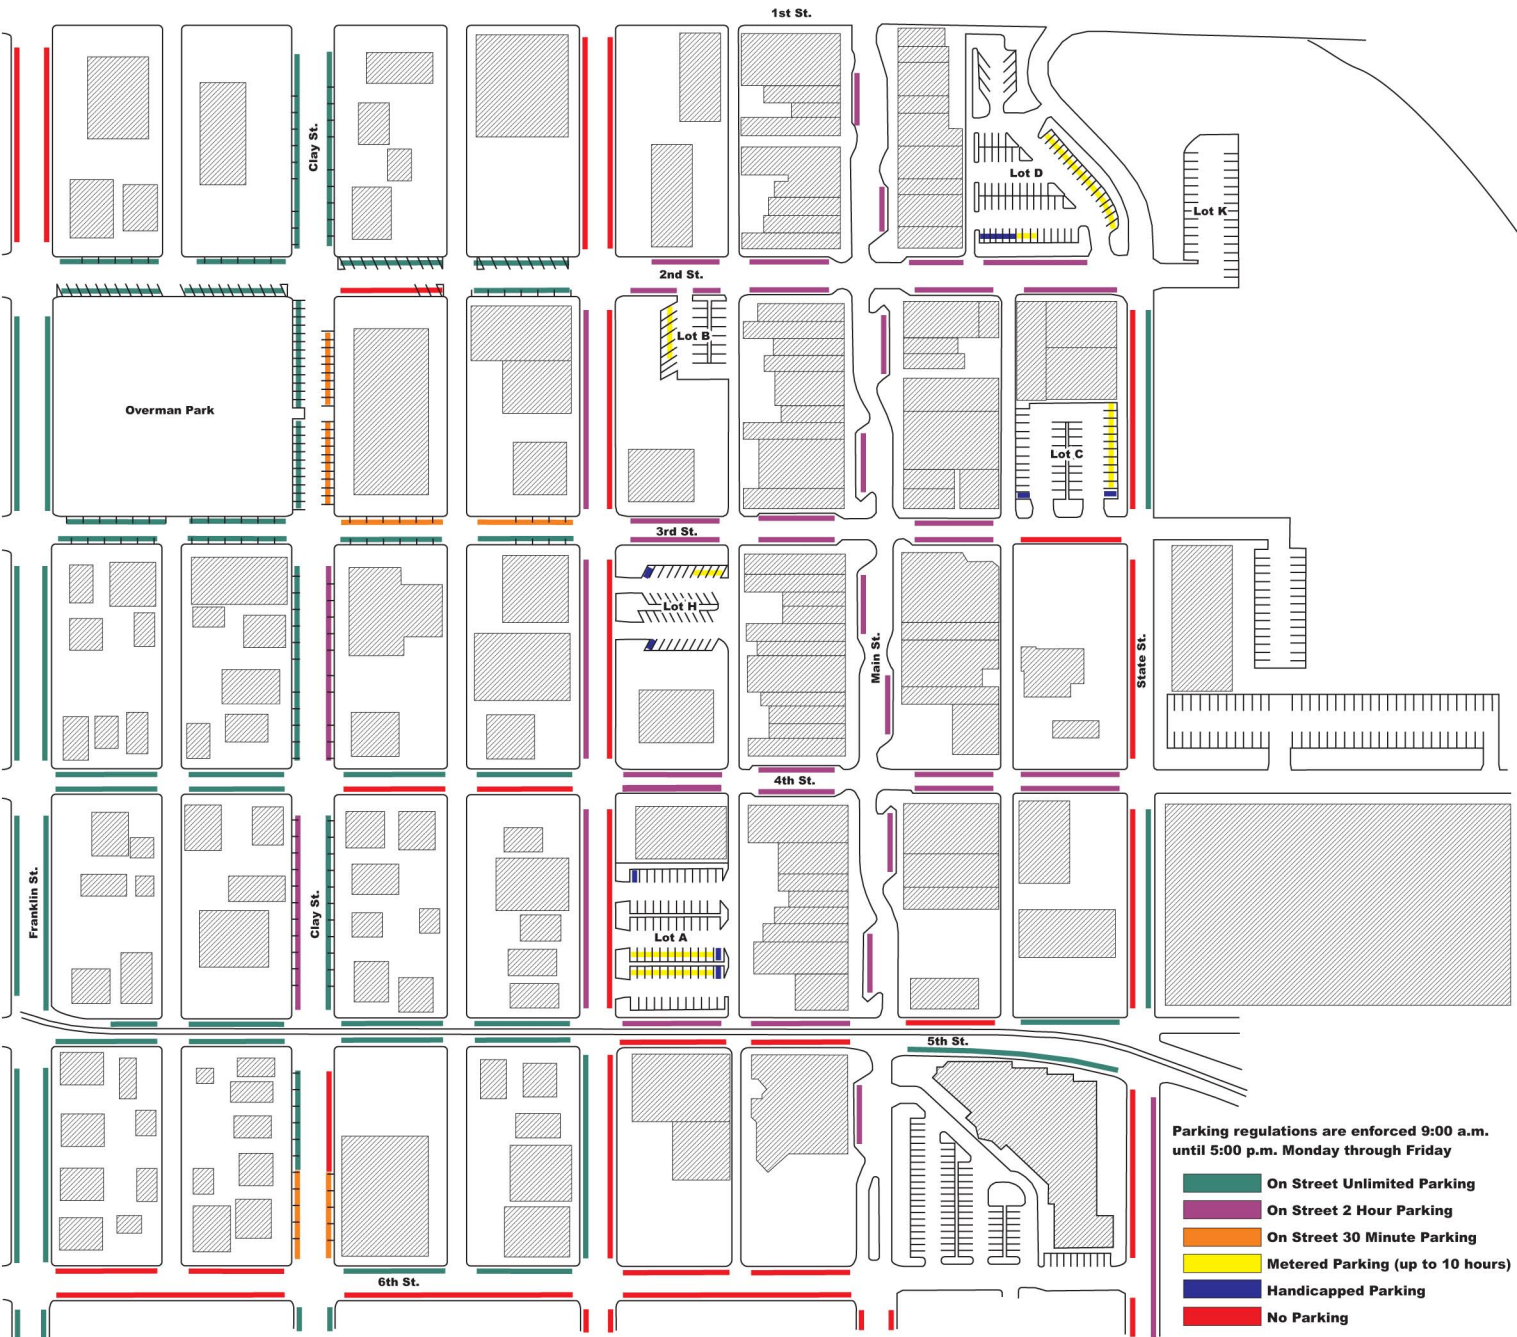 1st St.
Clay St.
Lot D
Lot K
2nd St.
Lot B
Overman Park
Lot C
3rd St.
Lot H
Main St.
State St.
4th St.
Franklin St.
Clay St.
Lot A
5th St.
Parking regulations are enforced 9:00 a.m.
until 5:00 p.m. Monday through Friday
On Street Unlimited Parking
On Street 2 Hour Parking
On Street 30 Minute Parking
Metered Parking (up to 10 hours)
Handicapped Parking
No Parking
6th St.